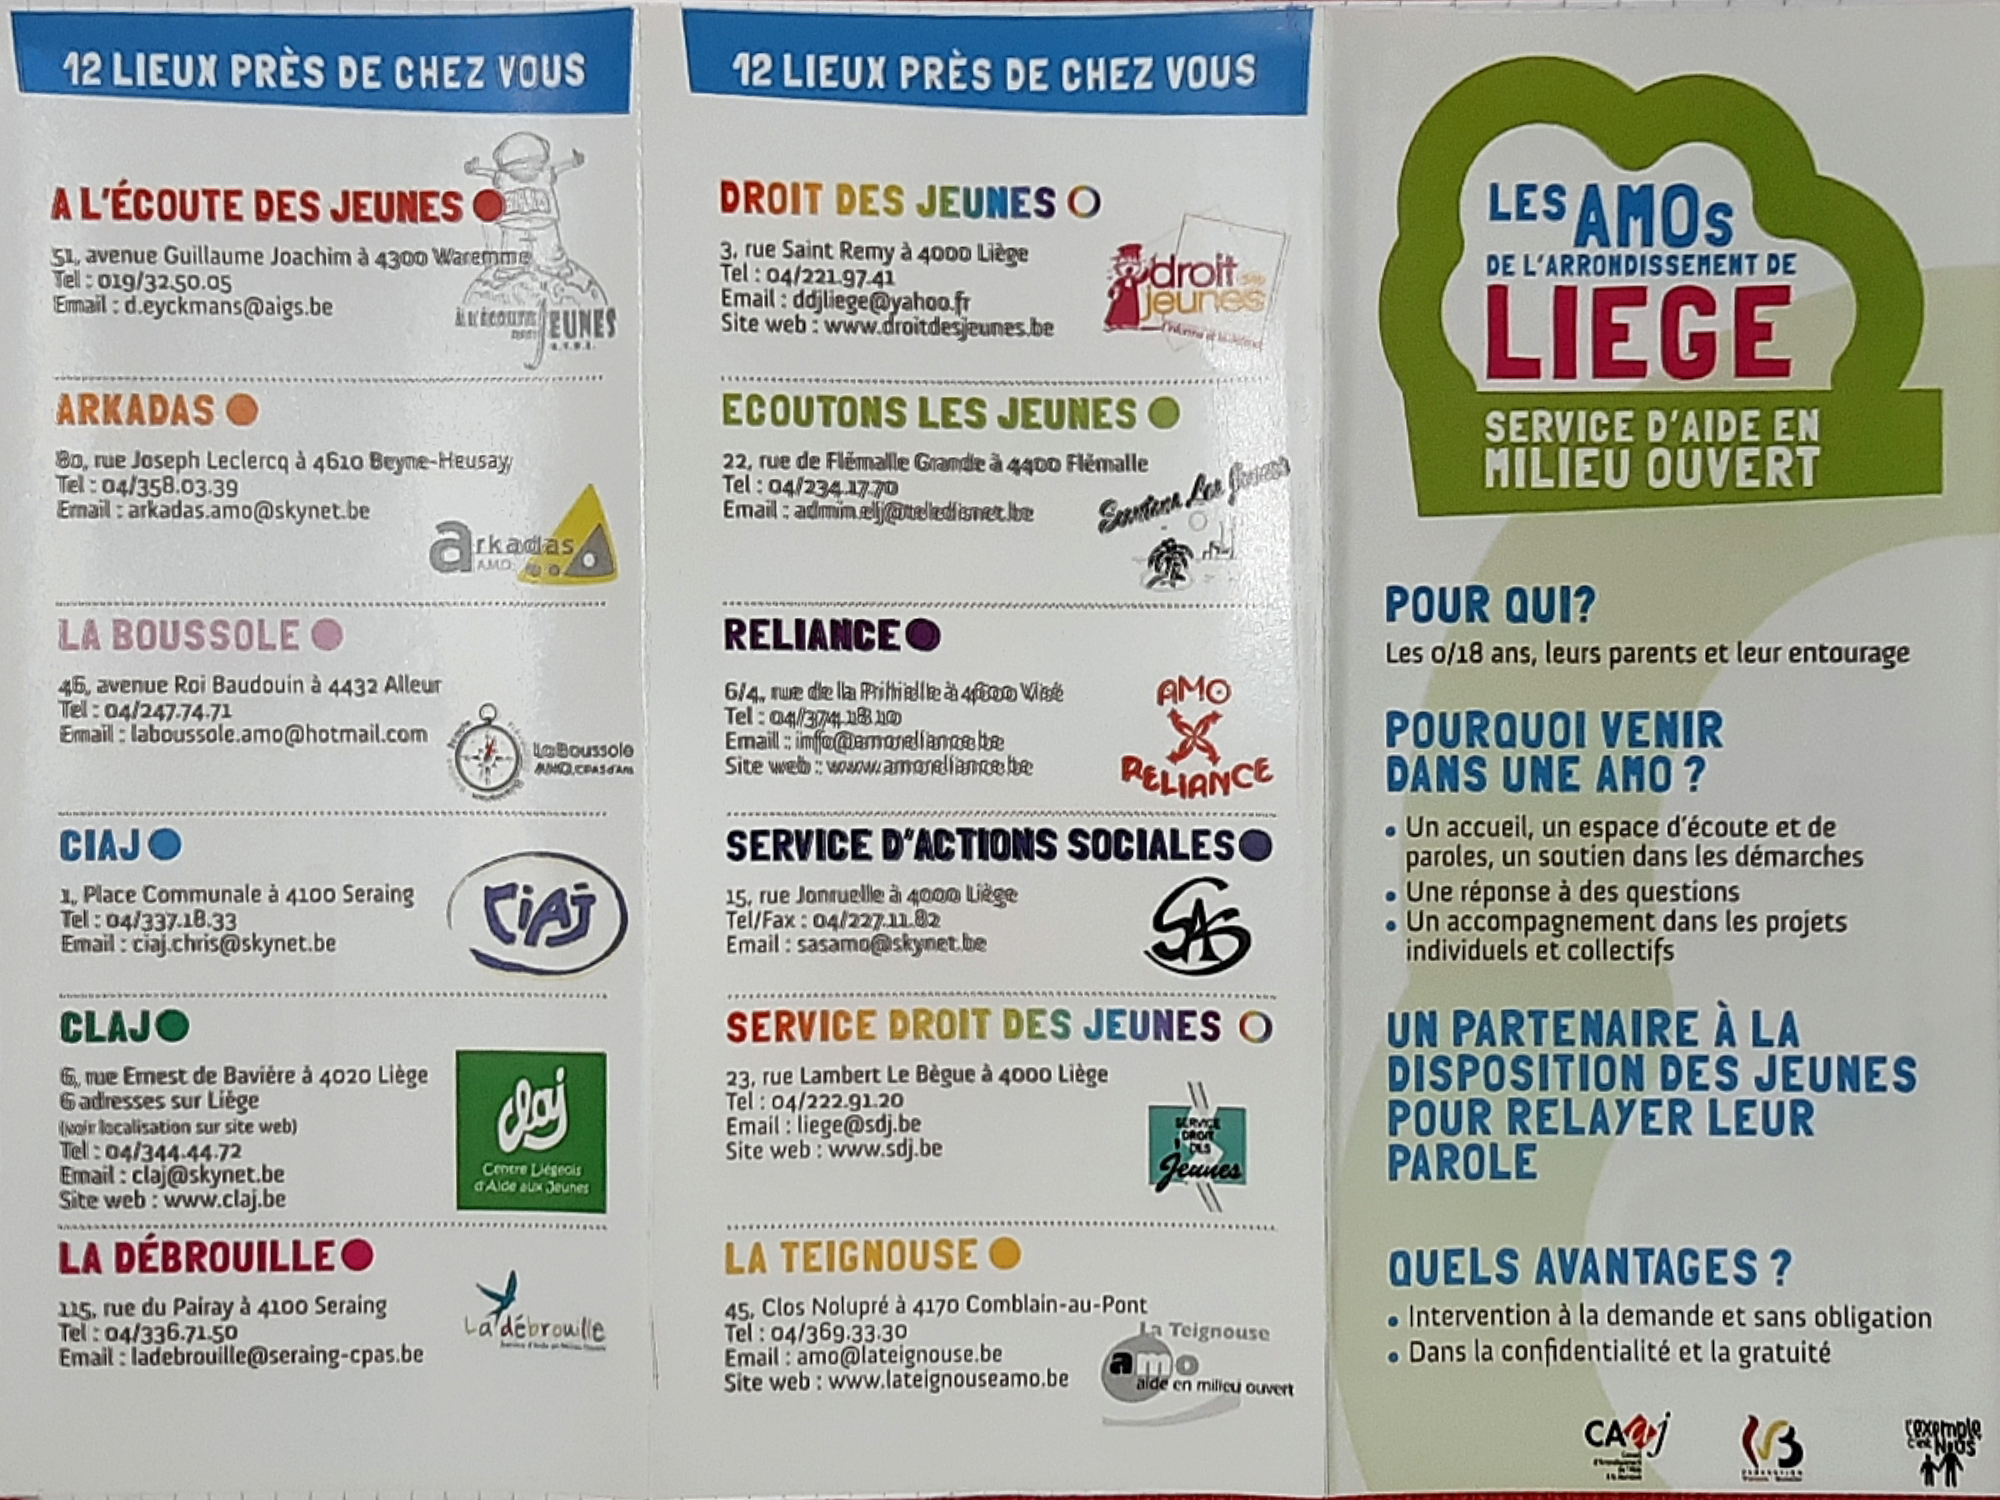 12 LIEUX PRÈS DE CHEZ VOUS
A L'ÉCOUTE DES JEUNES
51, avenue Guillaume Joachim à 4300 Waremme
Tel : 019/32.50.05
Email : d.eyckmans@aigs.be
À L'ÉCOUTE DES JEUNES
ARKADAS
80, rue Joseph Leclercq à 4610 Beyne-Heusay
Tel : 04/358.03.39
Email : arkadas.amo@skynet.be
arkadas
AMO
LA BOUSSOLE
46, avenue Roi Baudouin à 4432 Alleur
Tel : 04/247.74.71
Email : laboussole.amo@hotmail.com
La Boussole
AMO, CPAS d'Ans
CIAJ
1, Place Communale à 4100 Seraing
Tel : 04/337.18.33
Email : ciaj.chris@skynet.be
CiAJ
CLAJ
6, rue Ernest de Bavière à 4020 Liège
6 adresses sur Liège
(voir localisation sur site web)
Tel : 04/344.44.72
Email : claj@skynet.be
Site web : www.claj.be
claj
Centre Liégeois
d'Aide aux Jeunes
LA DÉBROUILLE
115, rue du Pairay à 4100 Seraing
Tel : 04/336.71.50
Email : ladebrouille@seraing-cpas.be
La débrouille
12 LIEUX PRÈS DE CHEZ VOUS
DROIT DES JEUNES
3, rue Saint Remy à 4000 Liège
Tel : 04/221.97.41
Email : ddjliege@yahoo.fr
Site web : www.droitdesjeunes.be
droit des
jeunes
ECOUTONS LES JEUNES
22, rue de Flémalle Grande à 4400 Flémalle
Tel : 04/234.17.70
Email : admin.elj@teledisnet.be
Les Jeunes
RELIANCE
6/4, rue de la à 4600 Visé
Tel : 04/374.18.10
Email : info@amoreliance.be
Site web : www.amoreliance.be
AMO
RELIANCE
SERVICE D'ACTIONS SOCIALES
15, rue Jonruelle à 4000 Liège
Tel/Fax : 04/227.11.82
Email : sasamo@skynet.be
SAS
SERVICE DROIT DES JEUNES
23, rue Lambert Le Bègue à 4000 Liège
Tel : 04/222.91.20
Email : liege@sdj.be
Site web : www.sdj.be
SERVICE
DROIT
DES
Jeunes
LA TEIGNOUSE
45, Clos Nolupré à 4170 Comblain-au-Pont
Tel : 04/369.33.30
Email : amo@lateignouse.be
Site web : www.lateignouseamo.be
La Teignouse
amo
aide en milieu ouvert
LES AMOs
DE L'ARRONDISSEMENT DE
LIEGE
SERVICE D'AIDE EN
MILIEU OUVERT
POUR QUI?
Les 0/18 ans, leurs parents et leur entourage
POURQUOI VENIR
DANS UNE AMO ?
• Un accueil, un espace d'écoute et de
paroles, un soutien dans les démarches
• Une réponse à des questions
• Un accompagnement dans les projets
individuels et collectifs
UN PARTENAIRE À LA
DISPOSITION DES JEUNES
POUR RELAYER LEUR
PAROLE
QUELS AVANTAGES ?
• Intervention à la demande et sans obligation
• Dans la confidentialité et la gratuité
CAAJ
l'exemple
c'est NOUS